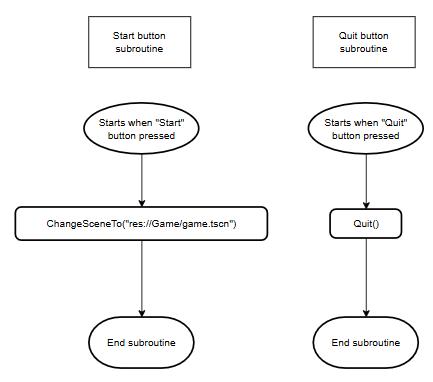 Start button
subroutine
Starts when "Start"
button pressed
ChangeSceneTo("res://Game/game.tscn")
End subroutine
Quit button
subroutine
Starts when "Quit"
button pressed
Quit()
End subroutine